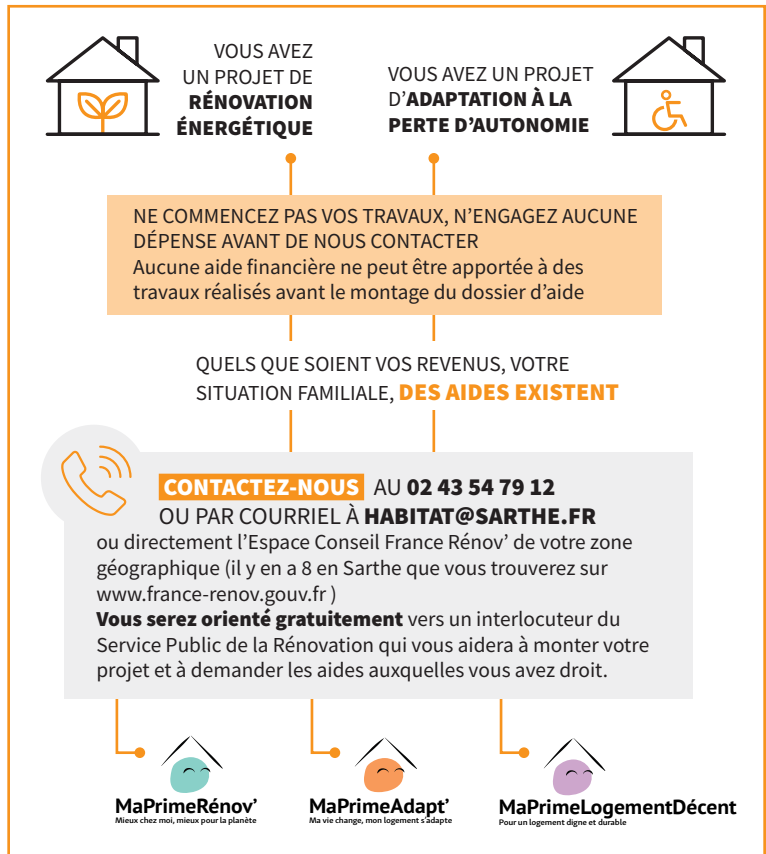 VOUS AVEZ
UN PROJET DE
RÉNOVATION
ÉNERGÉTIQUE
VOUS AVEZ UN PROJET
D’ADAPTATION À LA
PERTE D’AUTONOMIE
NE COMMENCEZ PAS VOS TRAVAUX, N’ENGAGEZ AUCUNE
DÉPENSE AVANT DE NOUS CONTACTER
Aucune aide financière ne peut être apportée à des
travaux réalisés avant le montage du dossier d’aide
QUELS QUE SOIENT VOS REVENUS, VOTRE
SITUATION FAMILIALE, DES AIDES EXISTENT
CONTACTEZ-NOUS AU 02 43 54 79 12
OU PAR COURRIEL À HABITAT@SARTHE.FR
ou directement l’Espace Conseil France Rénov’ de votre zone
géographique (il y en a 8 en Sarthe que vous trouverez sur
www.france-renov.gouv.fr )
Vous serez orienté gratuitement vers un interlocuteur du
Service Public de la Rénovation qui vous aidera à monter votre
projet et à demander les aides auxquelles vous avez droit.
MaPrimeRénov’
Mieux chez moi, mieux pour la planète
MaPrimeAdapt’
Ma vie change, mon logement s’adapte
MaPrimeLogementDécent
Pour un logement digne et durable